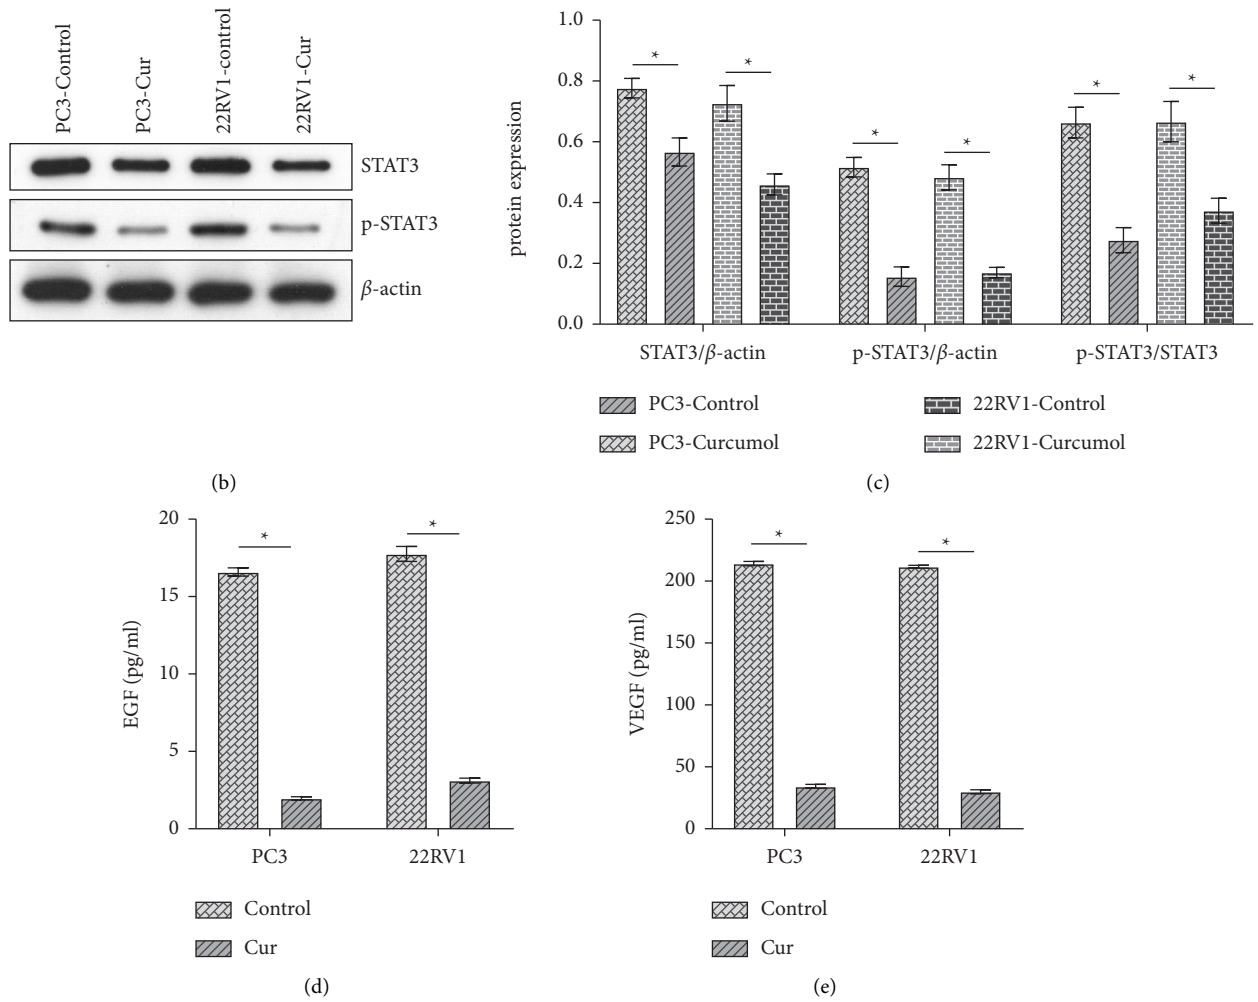 PC3-Control
PC3-Cur
22RV1-control
22RV1-Cur
STAT3
p-STAT3
β-actin
(b)
protein expression
1.0
0.8
0.6
0.4
0.2
0.0
* * * * * *
STAT3/β-actin p-STAT3/β-actin p-STAT3/STAT3
PC3-Control 22RV1-Control
PC3-Curcumol 22RV1-Curcumol
(c)
EGF (pg/ml)
20
15
10
5
0
* *
PC3 22RV1
Control
Cur
(d)
VEGF (pg/ml)
250
200
150
100
50
0
* *
PC3 22RV1
Control
Cur
(e)